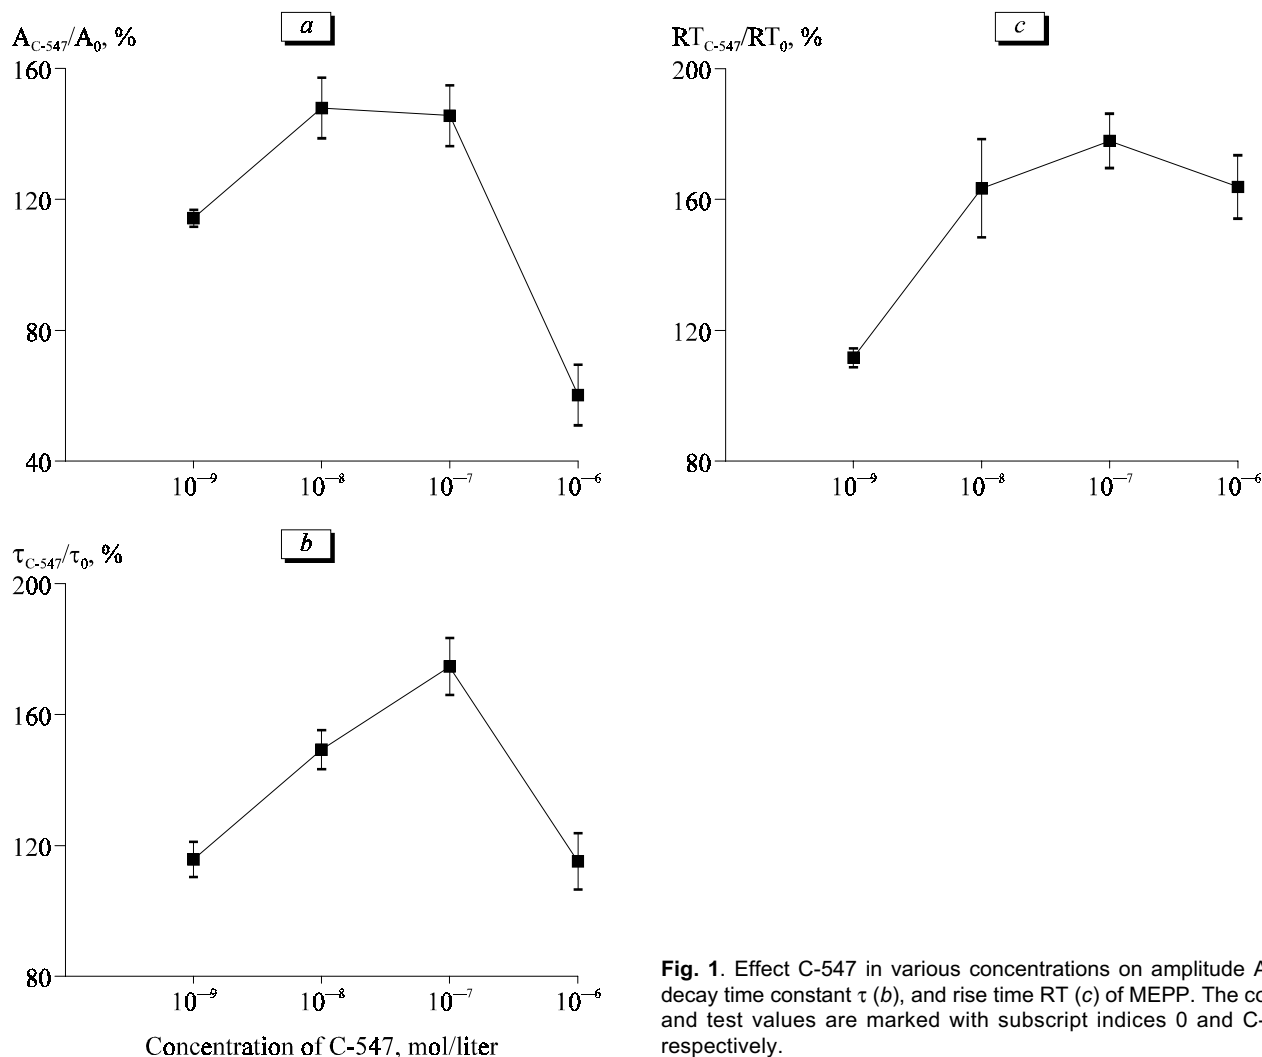 a
A_C-547/A_0, %
160
120
80
40
10^−9 10^−8 10^−7 10^−6
b
τ_C-547/τ_0, %
200
160
120
80
10^−9 10^−8 10^−7 10^−6
Concentration of C-547, mol/liter
c
RT_C-547/RT_0, %
200
160
120
80
10^−9 10^−8 10^−7 10^−6
Fig. 1. Effect C-547 in various concentrations on amplitude A
decay time constant τ (b), and rise time RT (c) of MEPP. The co
and test values are marked with subscript indices 0 and C-
respectively.